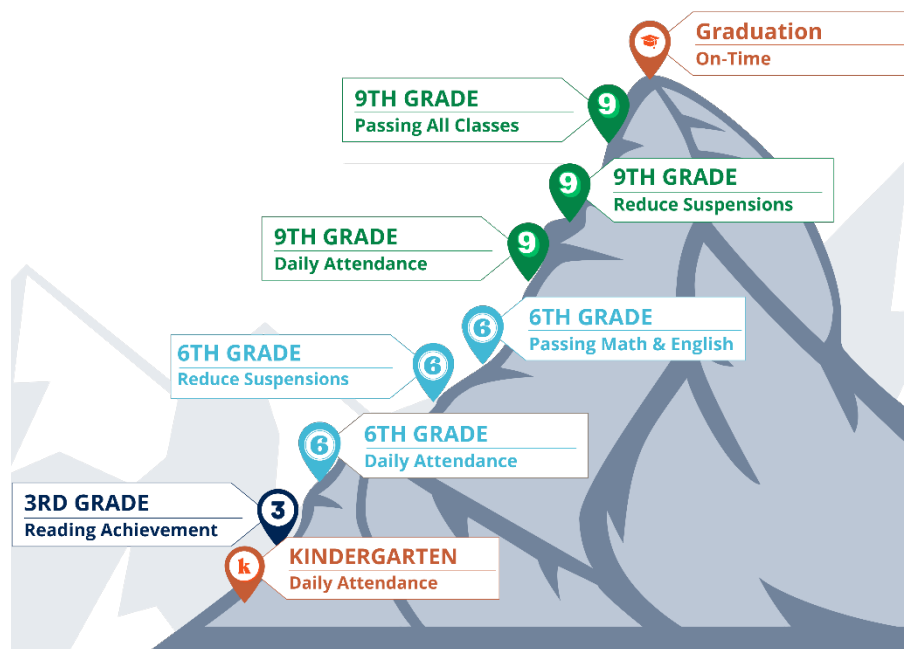 Graduation
On-Time
9TH GRADE
Passing All Classes
9
9
9TH GRADE
Reduce Suspensions
9TH GRADE
Daily Attendance
9
6
6TH GRADE
Passing Math & English
6TH GRADE
Reduce Suspensions
6
6
6TH GRADE
Daily Attendance
3RD GRADE
Reading Achievement
3
k
KINDERGARTEN
Daily Attendance